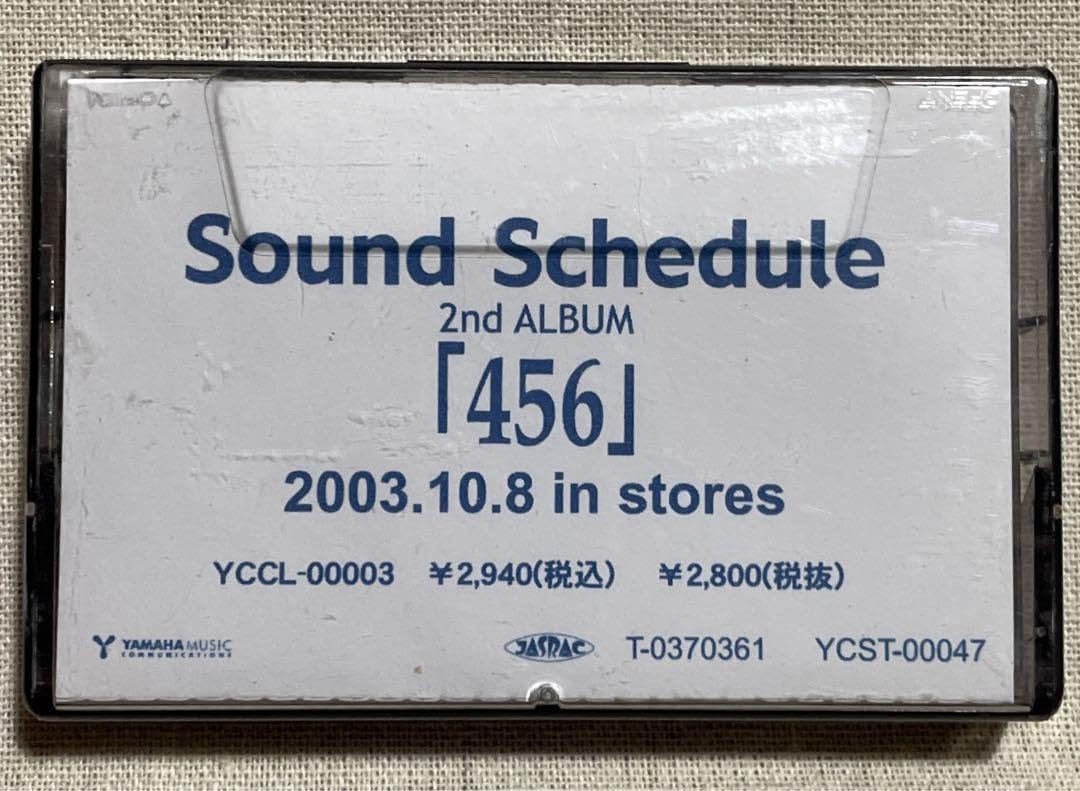 Sound Schedule
2nd ALBUM
「456」
2003.10.8 in stores
YCCL-00003 ¥2,940(税込) ¥2,800(税抜)
YAMAHA MUSIC
COMMUNICATIONS
JASRAC T-0370361 YCST-00047